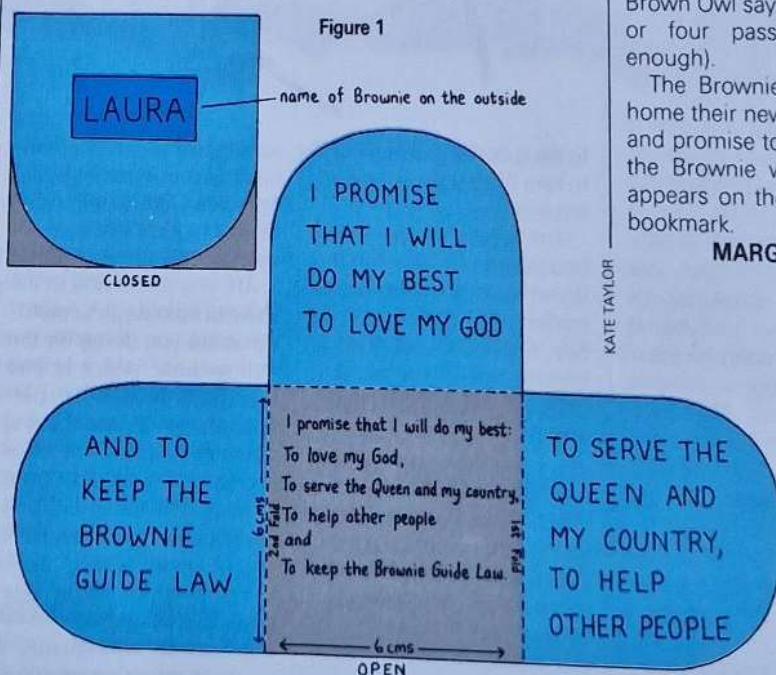 Figure 1
LAURA
name of Brownie on the outside
CLOSED
I PROMISE
THAT I WILL
DO MY BEST
TO LOVE MY GOD
AND TO
KEEP THE
BROWNIE
GUIDE LAW
6 cms
2nd Fold
I promise that I will do my best:
To love my God,
To serve the Queen and my country,
To help other people
and
To keep the Brownie Guide Law.
1st Fold
6 cms
OPEN
TO SERVE THE
QUEEN AND
MY COUNTRY,
TO HELP
OTHER PEOPLE
KATE TAYLOR
Brown Owl say
or four pass
enough).
The Brownie
home their new
and promise to
the Brownie w
appears on the
bookmark.
MARG